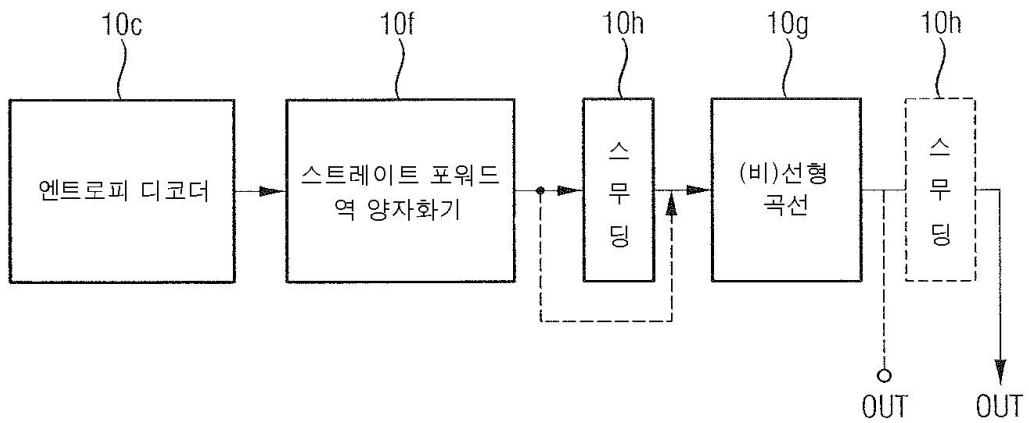 10c
10f
10h
10g
10h
엔트로피 디코더
스트레이트 포워드
역 양자화기
스
무
딩
(비)선형
곡선
스
무
딩
OUT
OUT